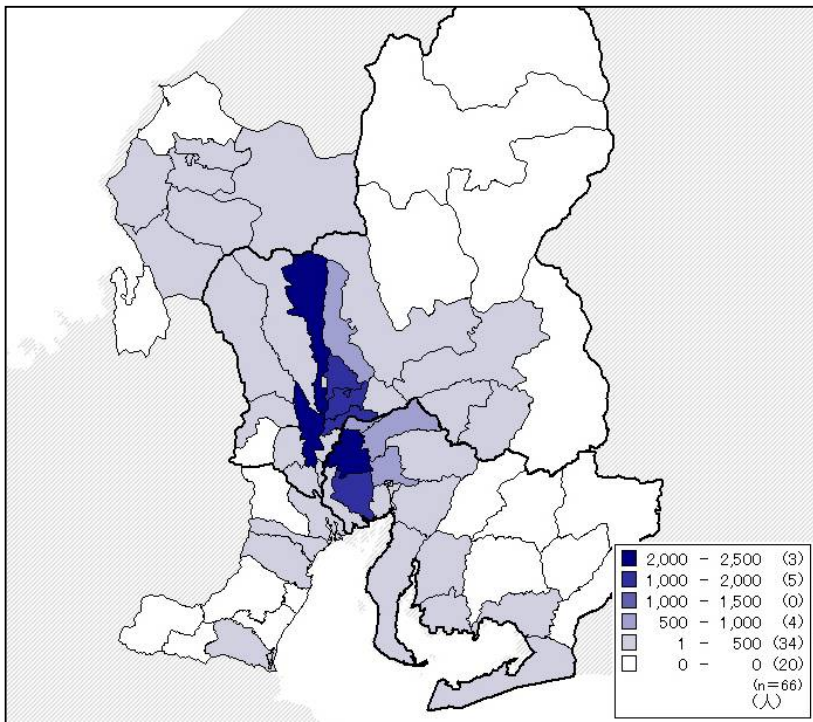 2,000 - 2,500 (3)
1,000 - 2,000 (5)
1,000 - 1,500 (0)
500 - 1,000 (4)
1 - 500 (34)
0 - 0 (20)
(n=66)
(人)